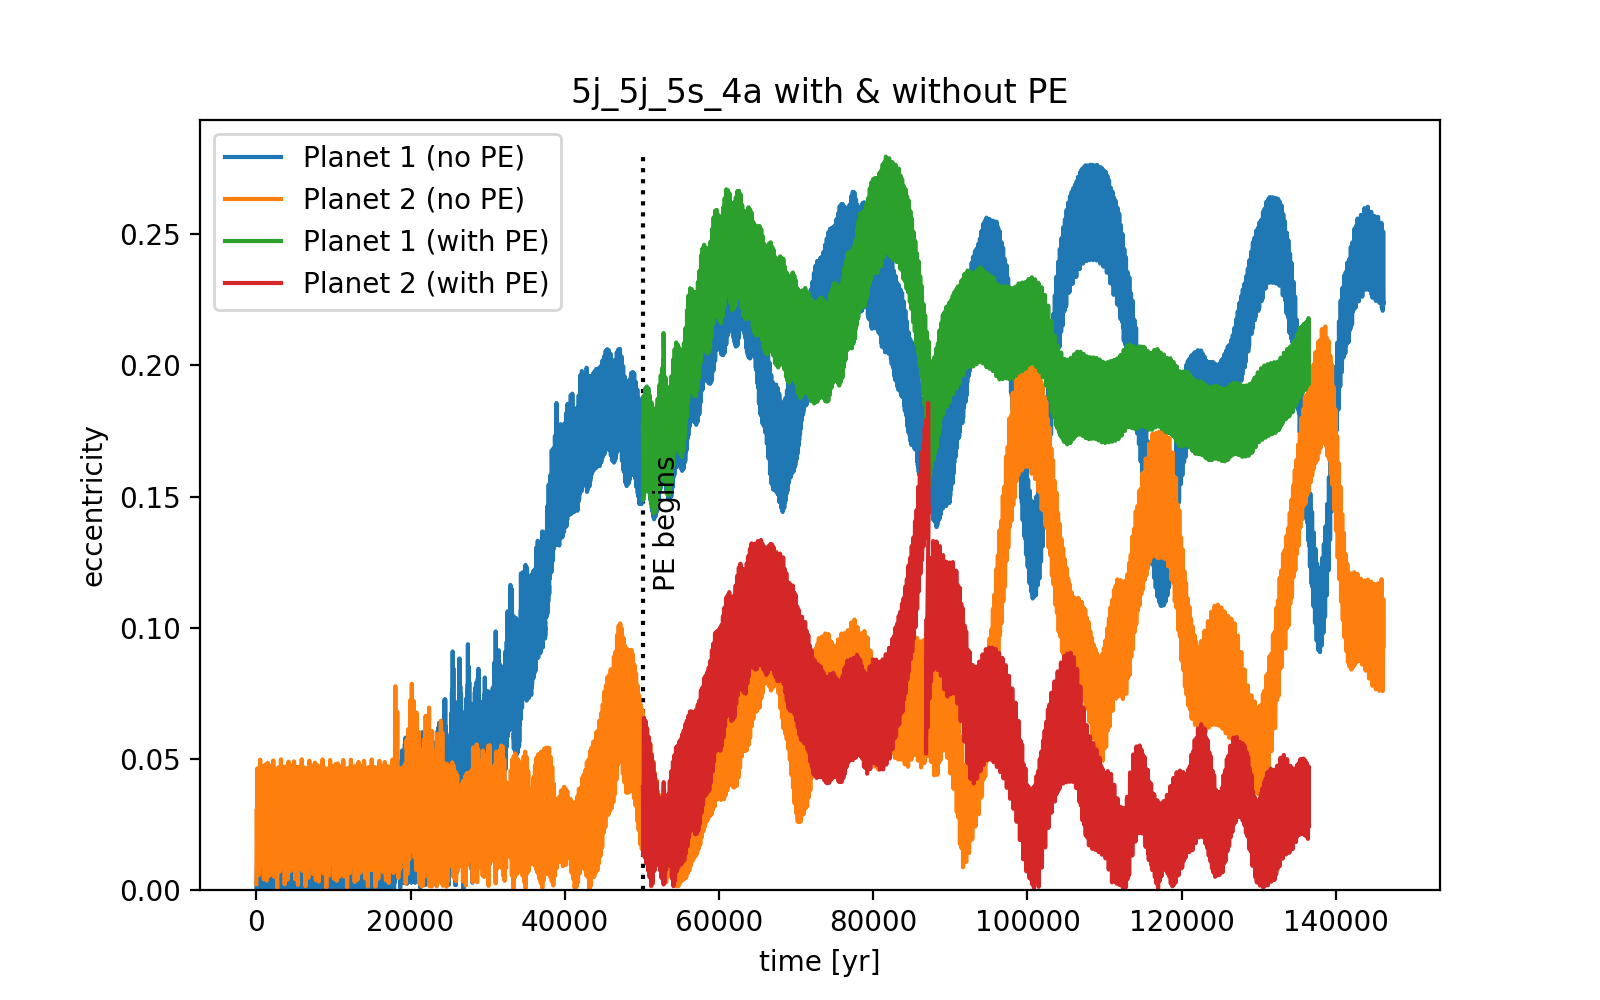 5j_5j_5s_4a with & without PE
Planet 1 (no PE)
Planet 2 (no PE)
Planet 1 (with PE)
Planet 2 (with PE)
PE begins
eccentricity
0.25
0.20
0.15
0.10
0.05
0.00
0 20000 40000 60000 80000 100000 120000 140000
time [yr]